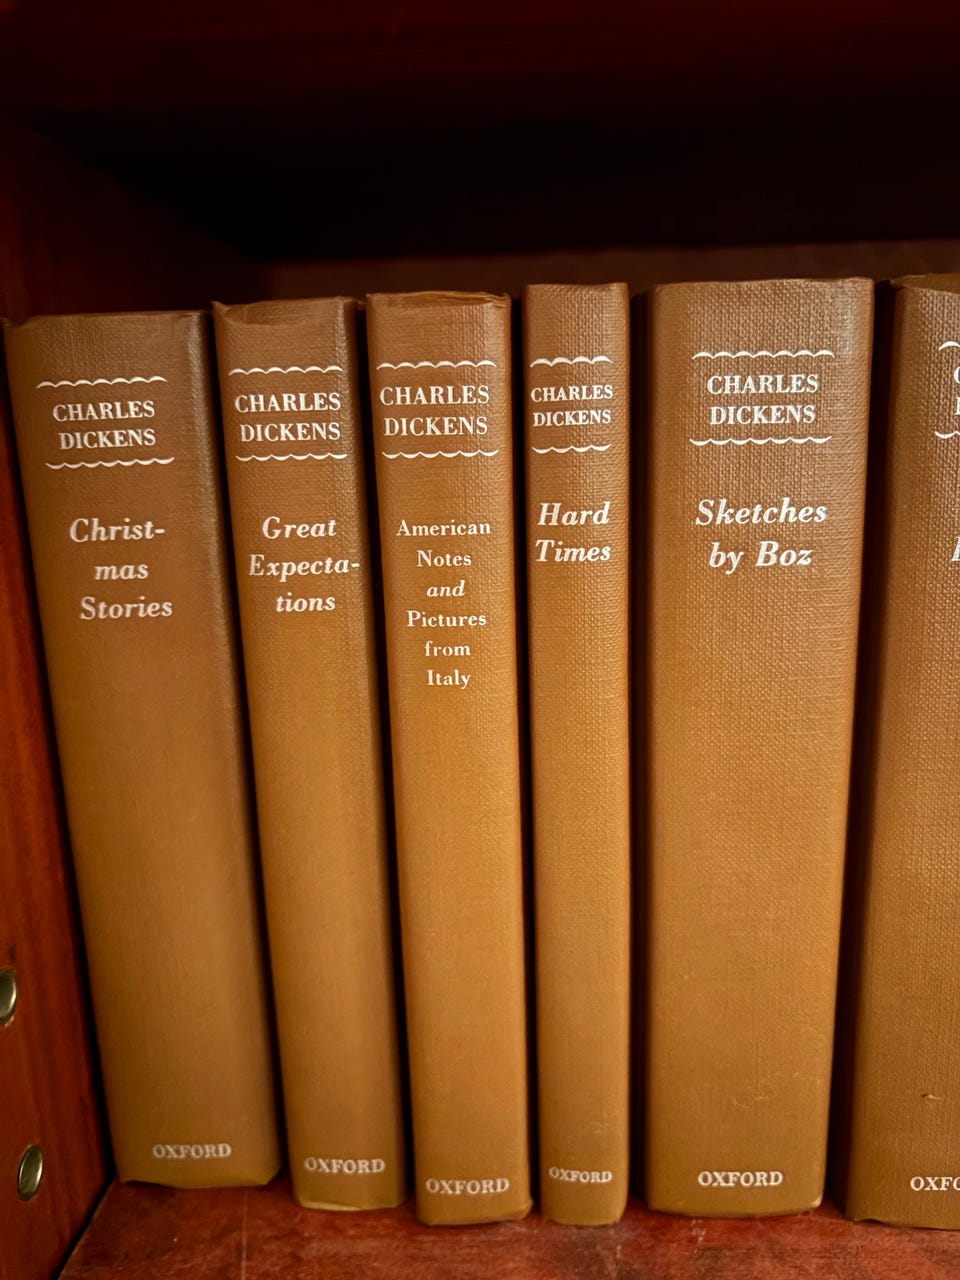 CHARLES
DICKENS
Christ-
mas
Stories
OXFORD
CHARLES
DICKENS
Great
Expecta-
tions
OXFORD
CHARLES
DICKENS
American
Notes
and
Pictures
from
Italy
OXFORD
CHARLES
DICKENS
Hard
Times
OXFORD
CHARLES
DICKENS
Sketches
by Boz
OXFORD